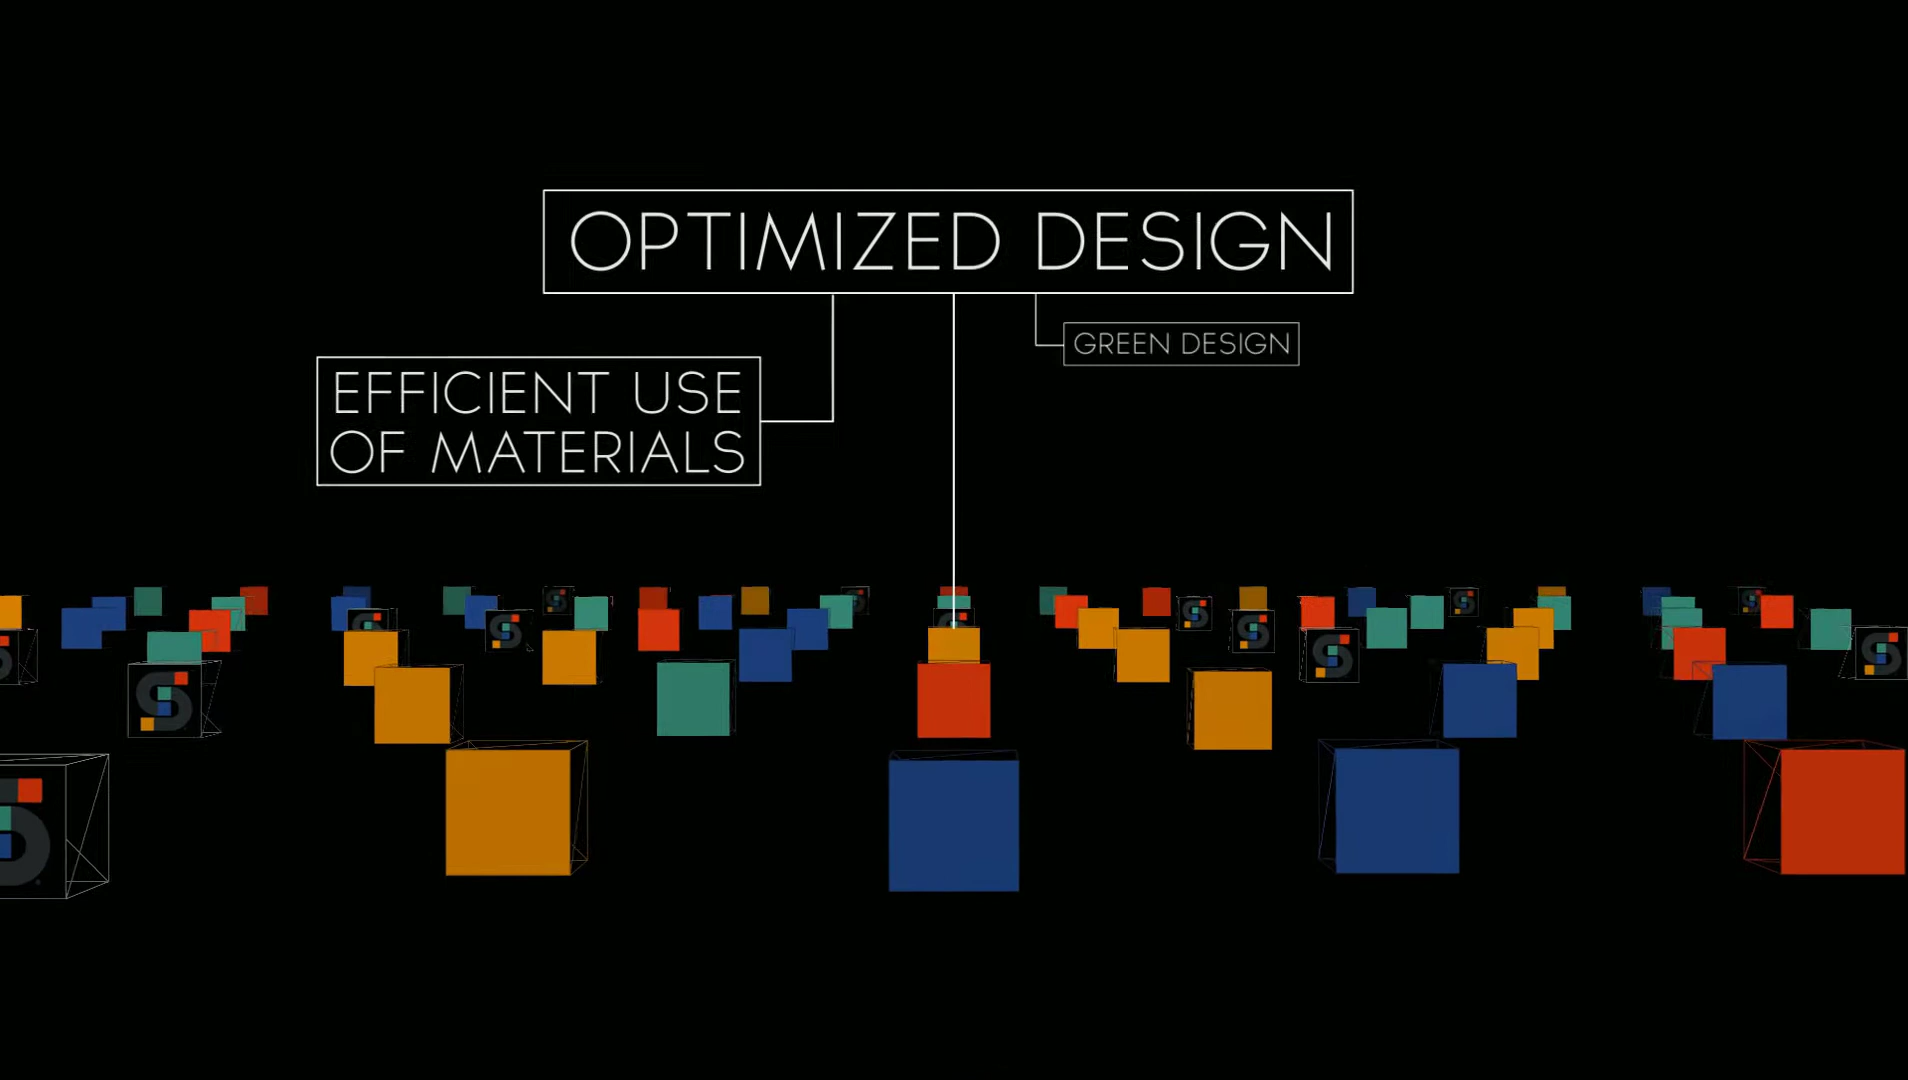 OPTIMIZED DESIGN
GREEN DESIGN
EFFICIENT USE
OF MATERIALS